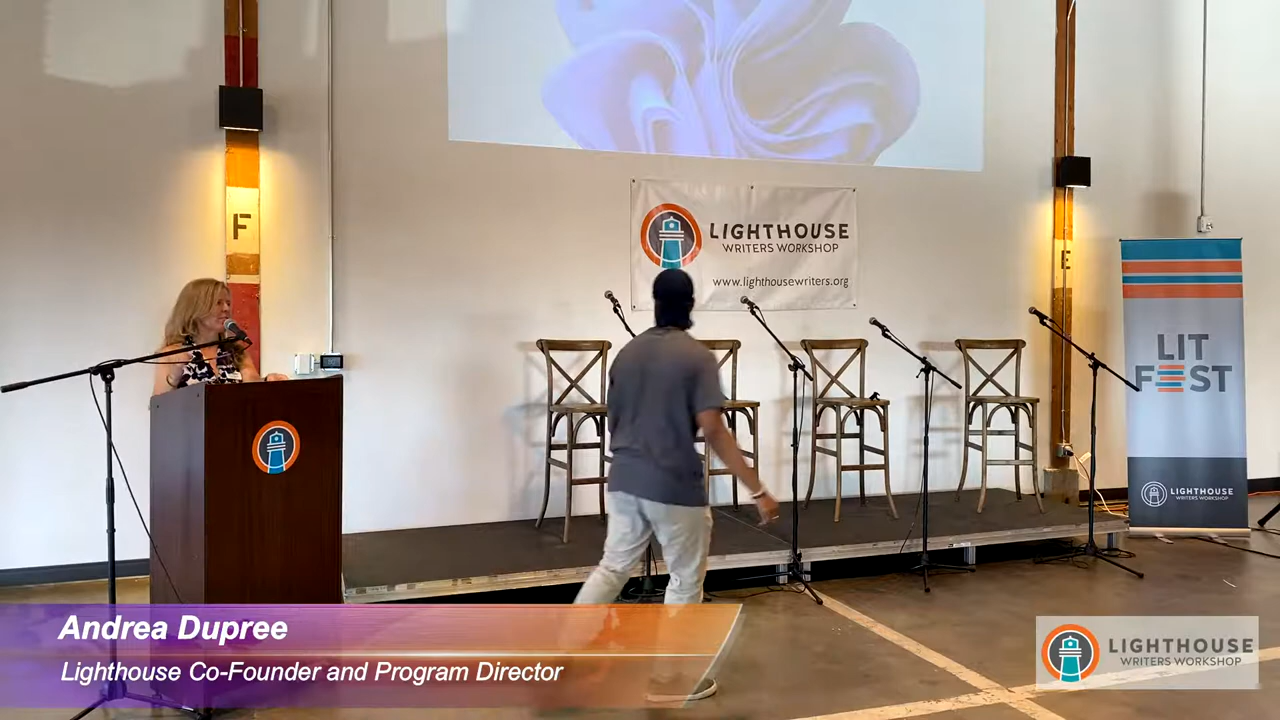 F
LIGHTHOUSE
WRITERS WORKSHOP
www.lighthousewriters.org
E
LIT
FEST
LIGHTHOUSE
WRITERS WORKSHOP
Andrea Dupree
Lighthouse Co-Founder and Program Director
LIGHTHOUSE
WRITERS WORKSHOP